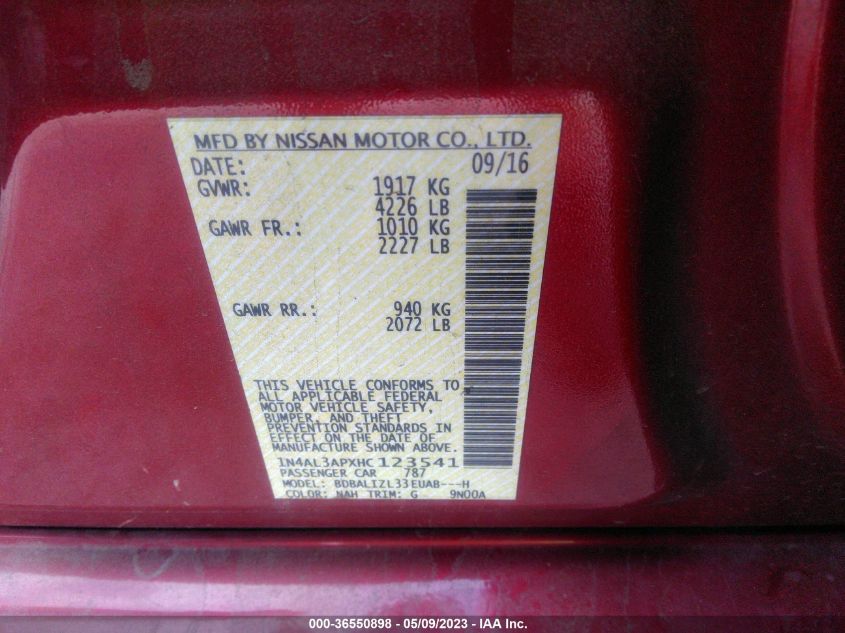 MFD BY NISSAN MOTOR CO., LTD.
DATE: 09/16
GVWR: 1917 KG
4226 LB
GAWR FR.: 1010 KG
2227 LB
GAWR RR.: 940 KG
2072 LB
THIS VEHICLE CONFORMS TO
ALL APPLICABLE FEDERAL
MOTOR VEHICLE SAFETY,
BUMPER, AND THEFT
PREVENTION STANDARDS IN
EFFECT ON THE DATE OF
MANUFACTURE SHOWN ABOVE.
1N4AL3APXHC123541
PASSENGER CAR 787
MODEL: BDBALIZL33EUAB---H
COLOR: NAH TRIM: G 9N00A
000-36550898 - 05/09/2023 - IAA Inc.